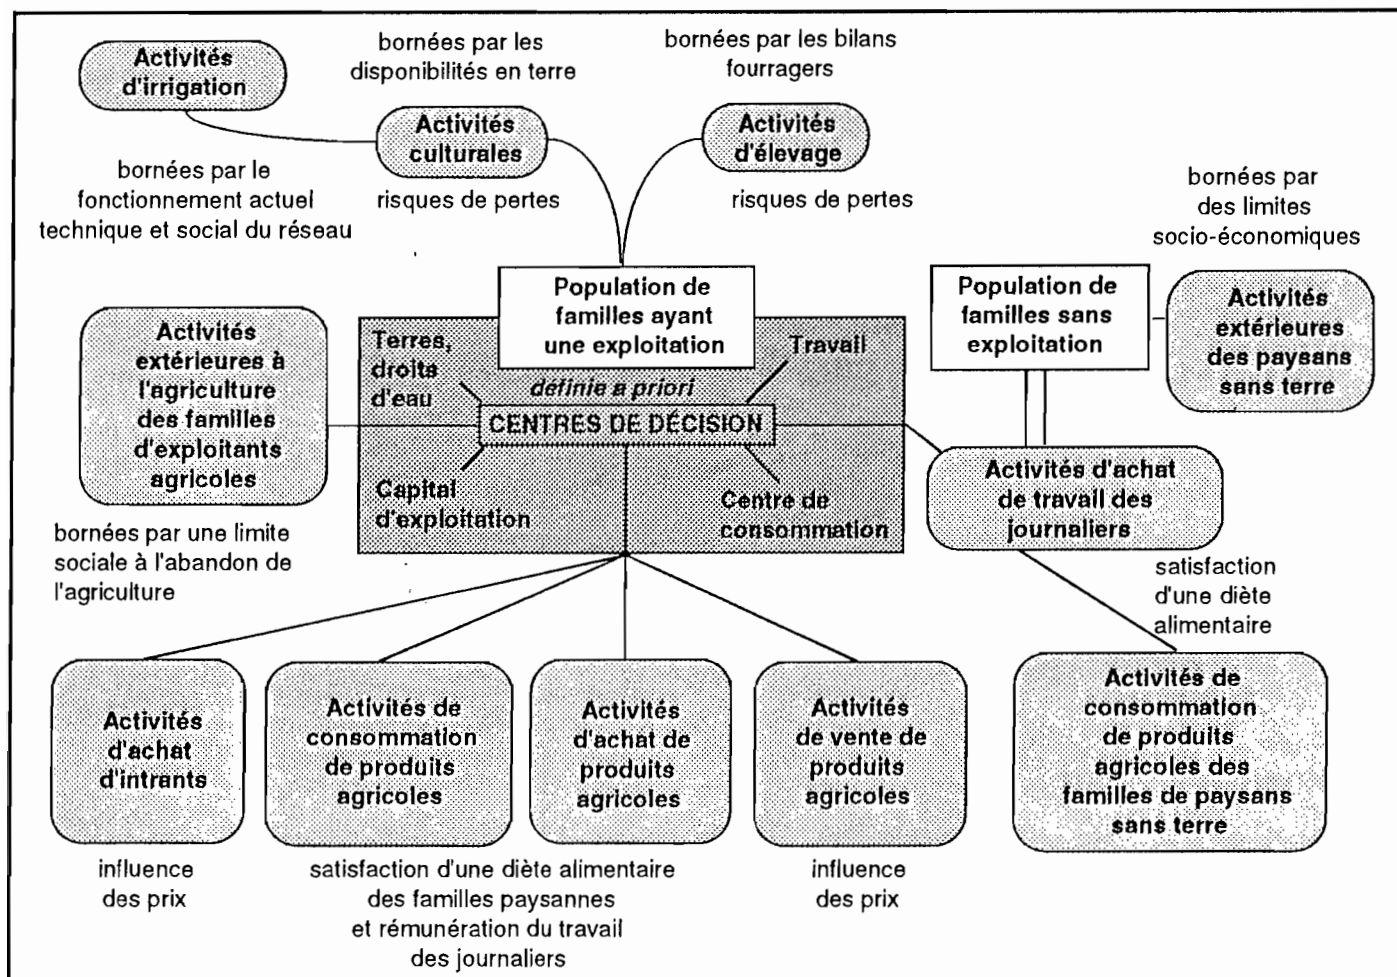 Activités
d'irrigation
bornées par les
disponibilités en terre
bornées par les bilans
fourragers
Activités
culturales
Activités
d'élevage
bornées par le
fonctionnement actuel
technique et social du réseau
risques de pertes
risques de pertes
bornées par
des limites
socio-économiques
Population de
familles ayant
une exploitation
Population de
familles sans
exploitation
Activités
extérieures
des paysans
sans terre
Activités
extérieures à
l'agriculture
des familles
d'exploitants
agricoles
Terres,
droits
d'eau
Travail
définie a priori
CENTRES DE DÉCISION
Capital
d'exploitation
Centre de
consommation
Activités d'achat
de travail des
journaliers
bornées par une limite
sociale à l'abandon de
l'agriculture
satisfaction
d'une diète
alimentaire
Activités
d'achat
d'intrants
Activités de
consommation
de produits
agricoles
Activités
d'achat de
produits
agricoles
Activités
de vente de
produits
agricoles
Activités de
consommation
de produits
agricoles des
familles de paysans
sans terre
influence
des prix
satisfaction d'une diète alimentaire
des familles paysannes
et rémunération du travail
des journaliers
influence
des prix